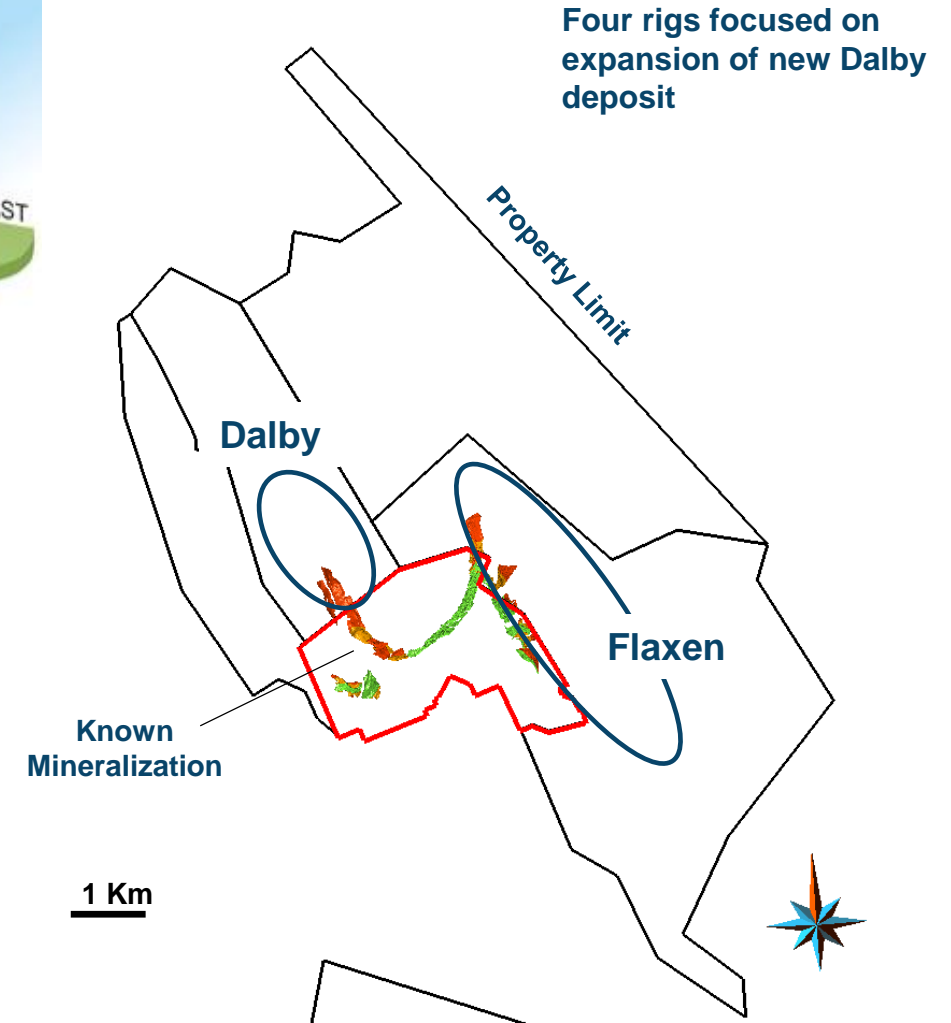 Four rigs focused on
expansion of new Dalby
deposit
ST
Property Limit
Dalby
Flaxen
Known
Mineralization
1 Km